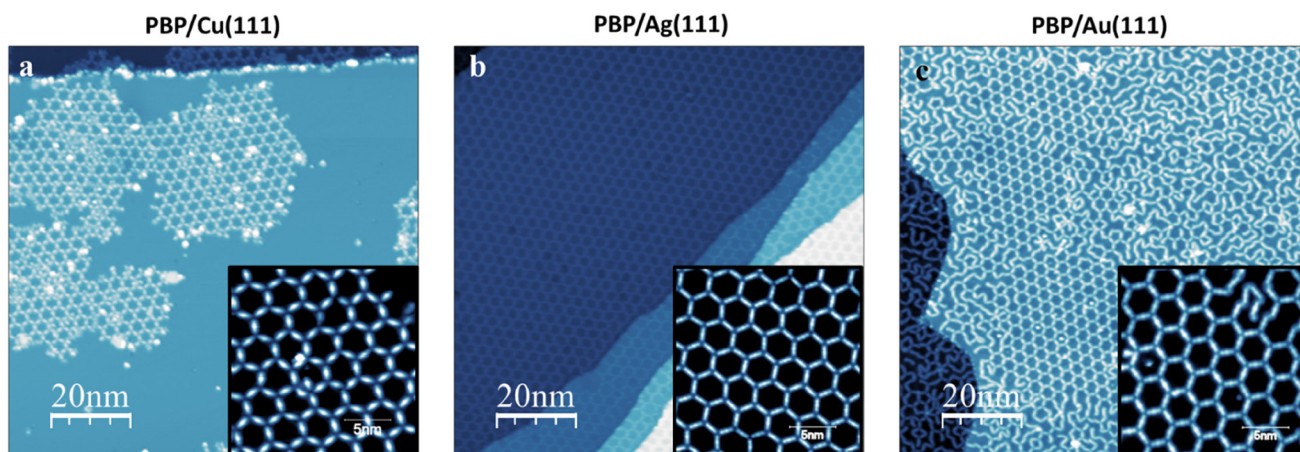 PBP/Cu(111)
PBP/Ag(111)
PBP/Au(111)
a
b
c
20nm
5nm
20nm
5nm
20nm
5nm